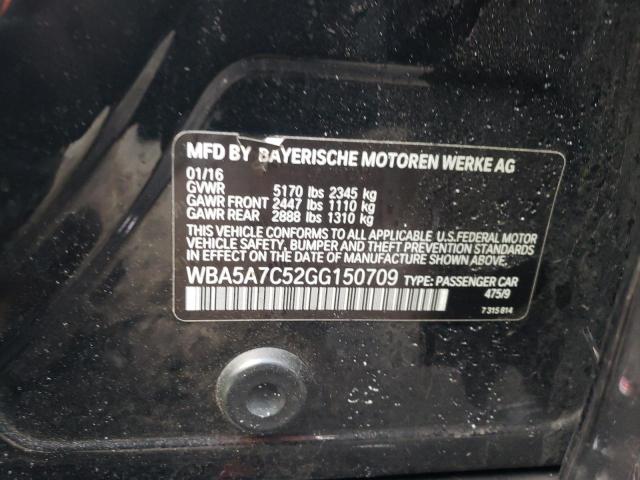 MFD BY BAYERISCHE MOTOREN WERKE AG
01/16
GVWR 5170 lbs 2345 kg
GAWR FRONT 2447 lbs 1110 kg
GAWR REAR 2888 lbs 1310 kg
THIS VEHICLE CONFORMS TO ALL APPLICABLE U.S.FEDERAL MOTOR
VEHICLE SAFETY, BUMPER AND THEFT PREVENTION STANDARDS
IN EFFECT ON THE DATE OF MANUFACTURE SHOWN ABOVE.
WBA5A7C52GG150709 TYPE: PASSENGER CAR
475/9
7 315 814